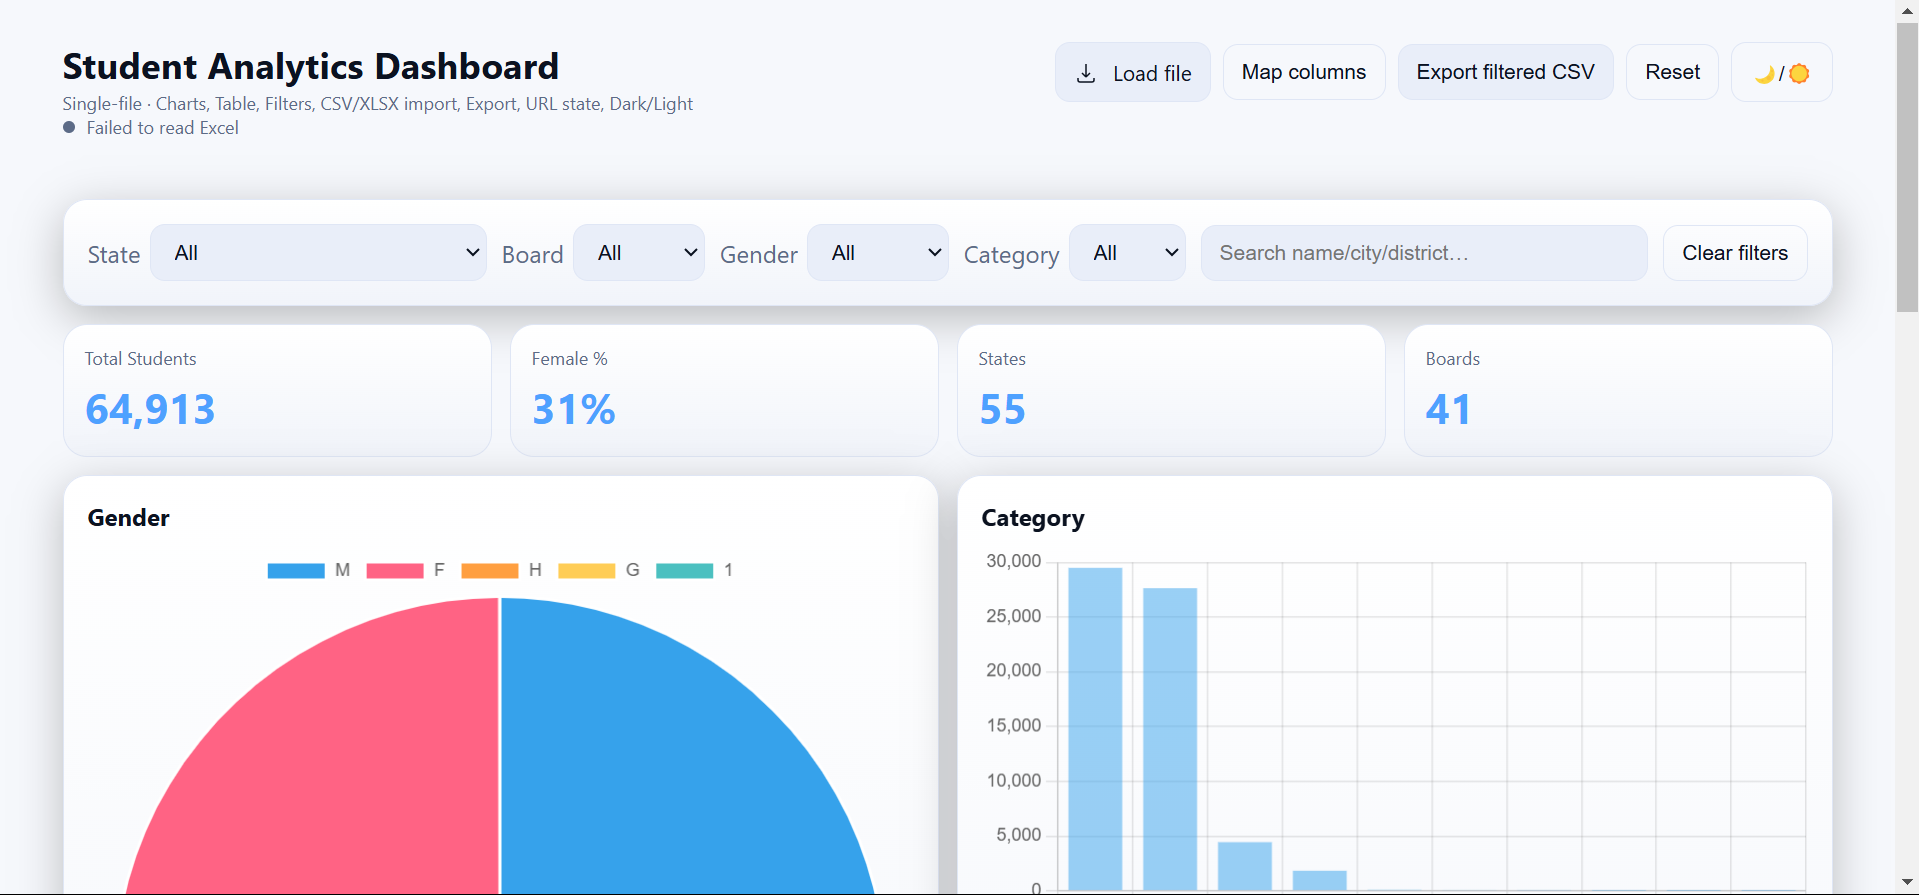 Student Analytics Dashboard
Single-file · Charts, Table, Filters, CSV/XLSX import, Export, URL state, Dark/Light
Failed to read Excel
Load file
Map columns
Export filtered CSV
Reset
🌙/☀️
State All Board All Gender All Category All Search name/city/district… Clear filters
Total Students
64,913
Female %
31%
States
55
Boards
41
Gender
M F H G 1
Category
30,000
25,000
20,000
15,000
10,000
5,000
0